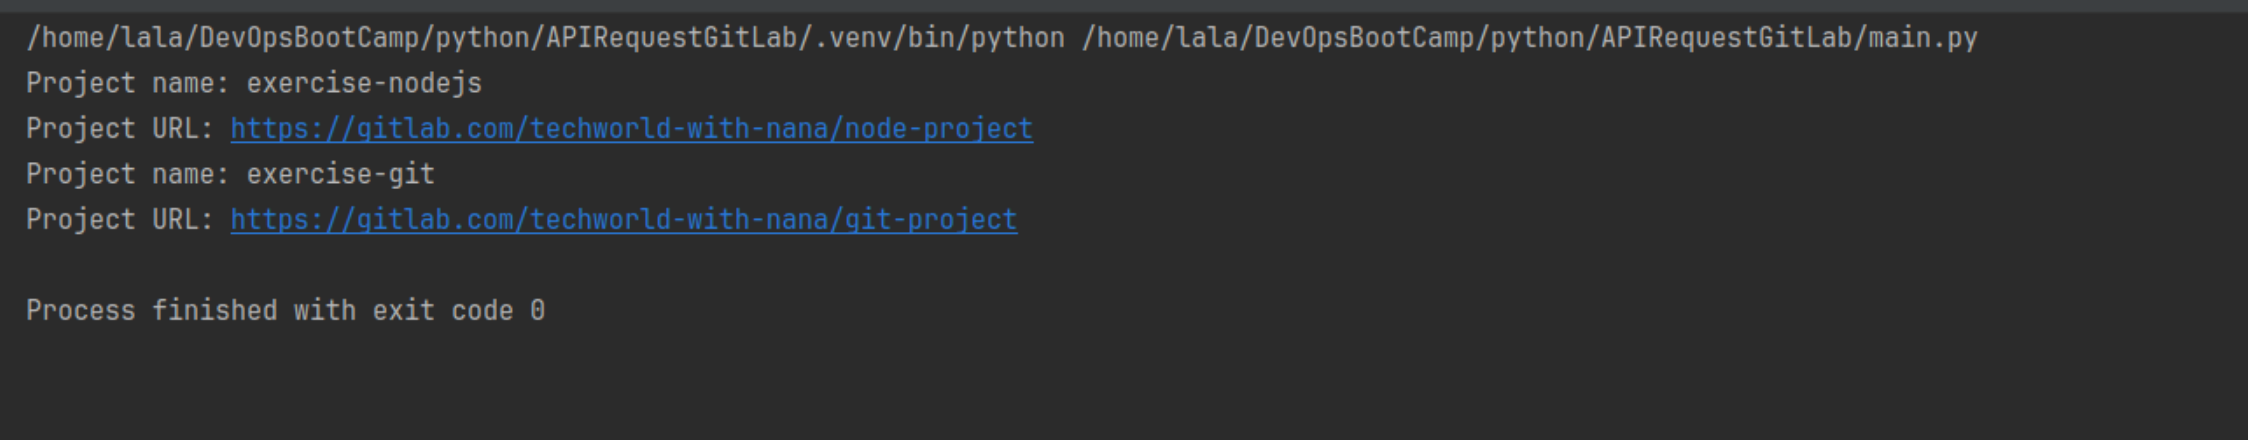 /home/lala/DevOpsBootCamp/python/APIRequestGitLab/.venv/bin/python /home/lala/DevOpsBootCamp/python/APIRequestGitLab/main.py
Project name: exercise-nodejs
Project URL: https://gitlab.com/techworld-with-nana/node-project
Project name: exercise-git
Project URL: https://gitlab.com/techworld-with-nana/git-project
Process finished with exit code 0